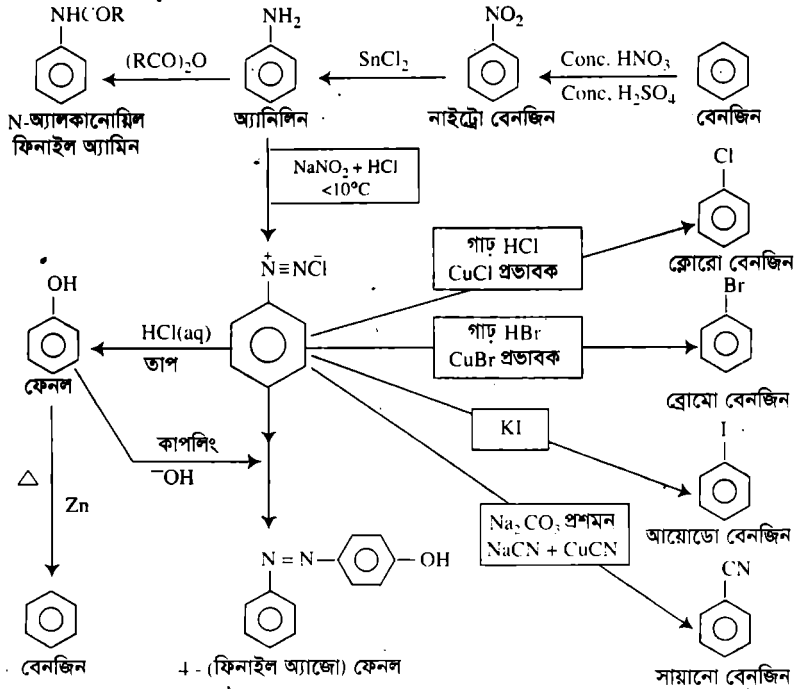 NHCOR
NH₂
NO₂
(RCO)₂O
SnCl₂
Conc. HNO₃
Conc. H₂SO₄
N-অ্যালকানোয়িল
ফিনাইল অ্যামিন
অ্যানিলিন
নাইট্রো বেনজিন
বেনজিন
NaNO₂ + HCl
<10°C
Cl
গাঢ় HCl
CuCl প্রভাবক
ক্লোরো বেনজিন
N⁺≡NCl⁻
OH
HCl(aq)
তাপ
ফেনল
Br
গাঢ় HBr
CuBr প্রভাবক
ব্রোমো বেনজিন
KI
I
আয়োডো বেনজিন
কাপলিং
⁻OH
△
Zn
Na₂CO₃ প্রশমন
NaCN + CuCN
N = N
OH
CN
বেনজিন
4 - (ফিনাইল অ্যাজো) ফেনল
সায়ানো বেনজিন